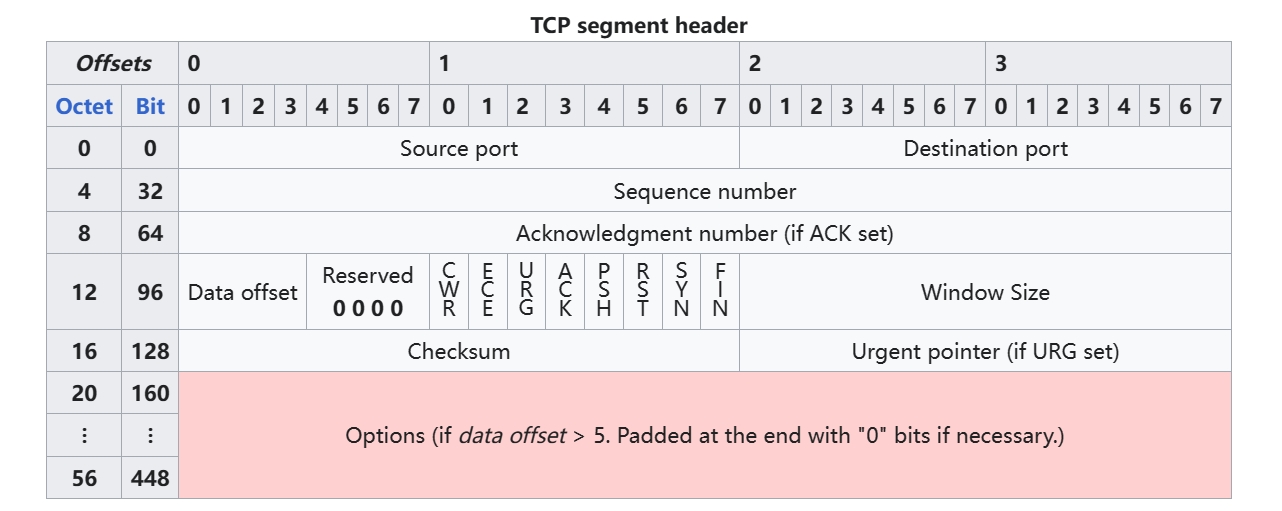 TCP segment header
Offsets 0 1 2 3
Octet Bit 0 1 2 3 4 5 6 7 0 1 2 3 4 5 6 7 0 1 2 3 4 5 6 7 0 1 2 3 4 5 6 7
0 0 Source port Destination port
4 32 Sequence number
8 64 Acknowledgment number (if ACK set)
12 96 Data offset Reserved 0 0 0 0 CWR ECE URG ACK PSH RST SYN FIN Window Size
16 128 Checksum Urgent pointer (if URG set)
20 160
⋮ ⋮ Options (if data offset > 5. Padded at the end with "0" bits if necessary.)
56 448